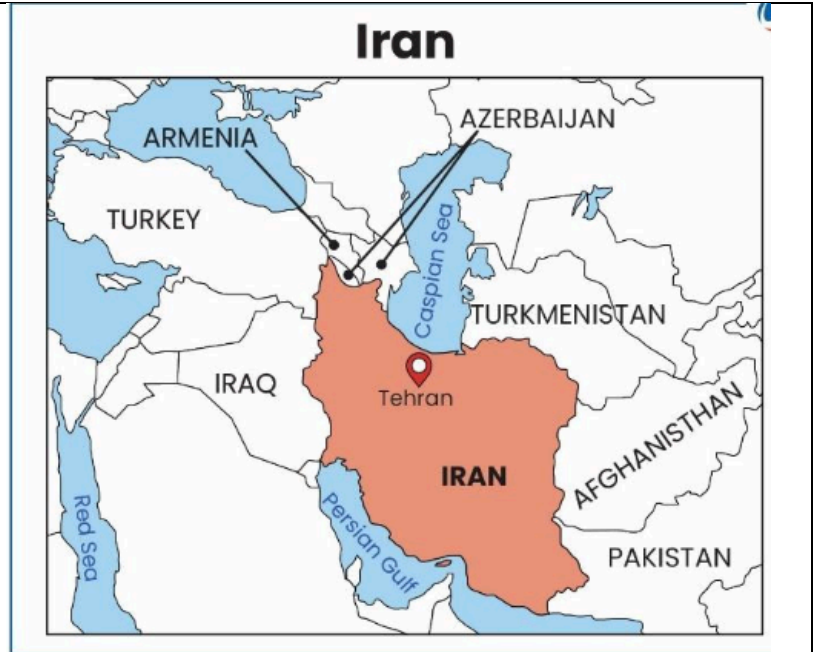 Iran
AZERBAIJAN
ARMENIA
TURKEY
Caspian Sea
TURKMENISTAN
IRAQ
Tehran
AFGHANISTHAN
IRAN
Red Sea
Persian Gulf
PAKISTAN